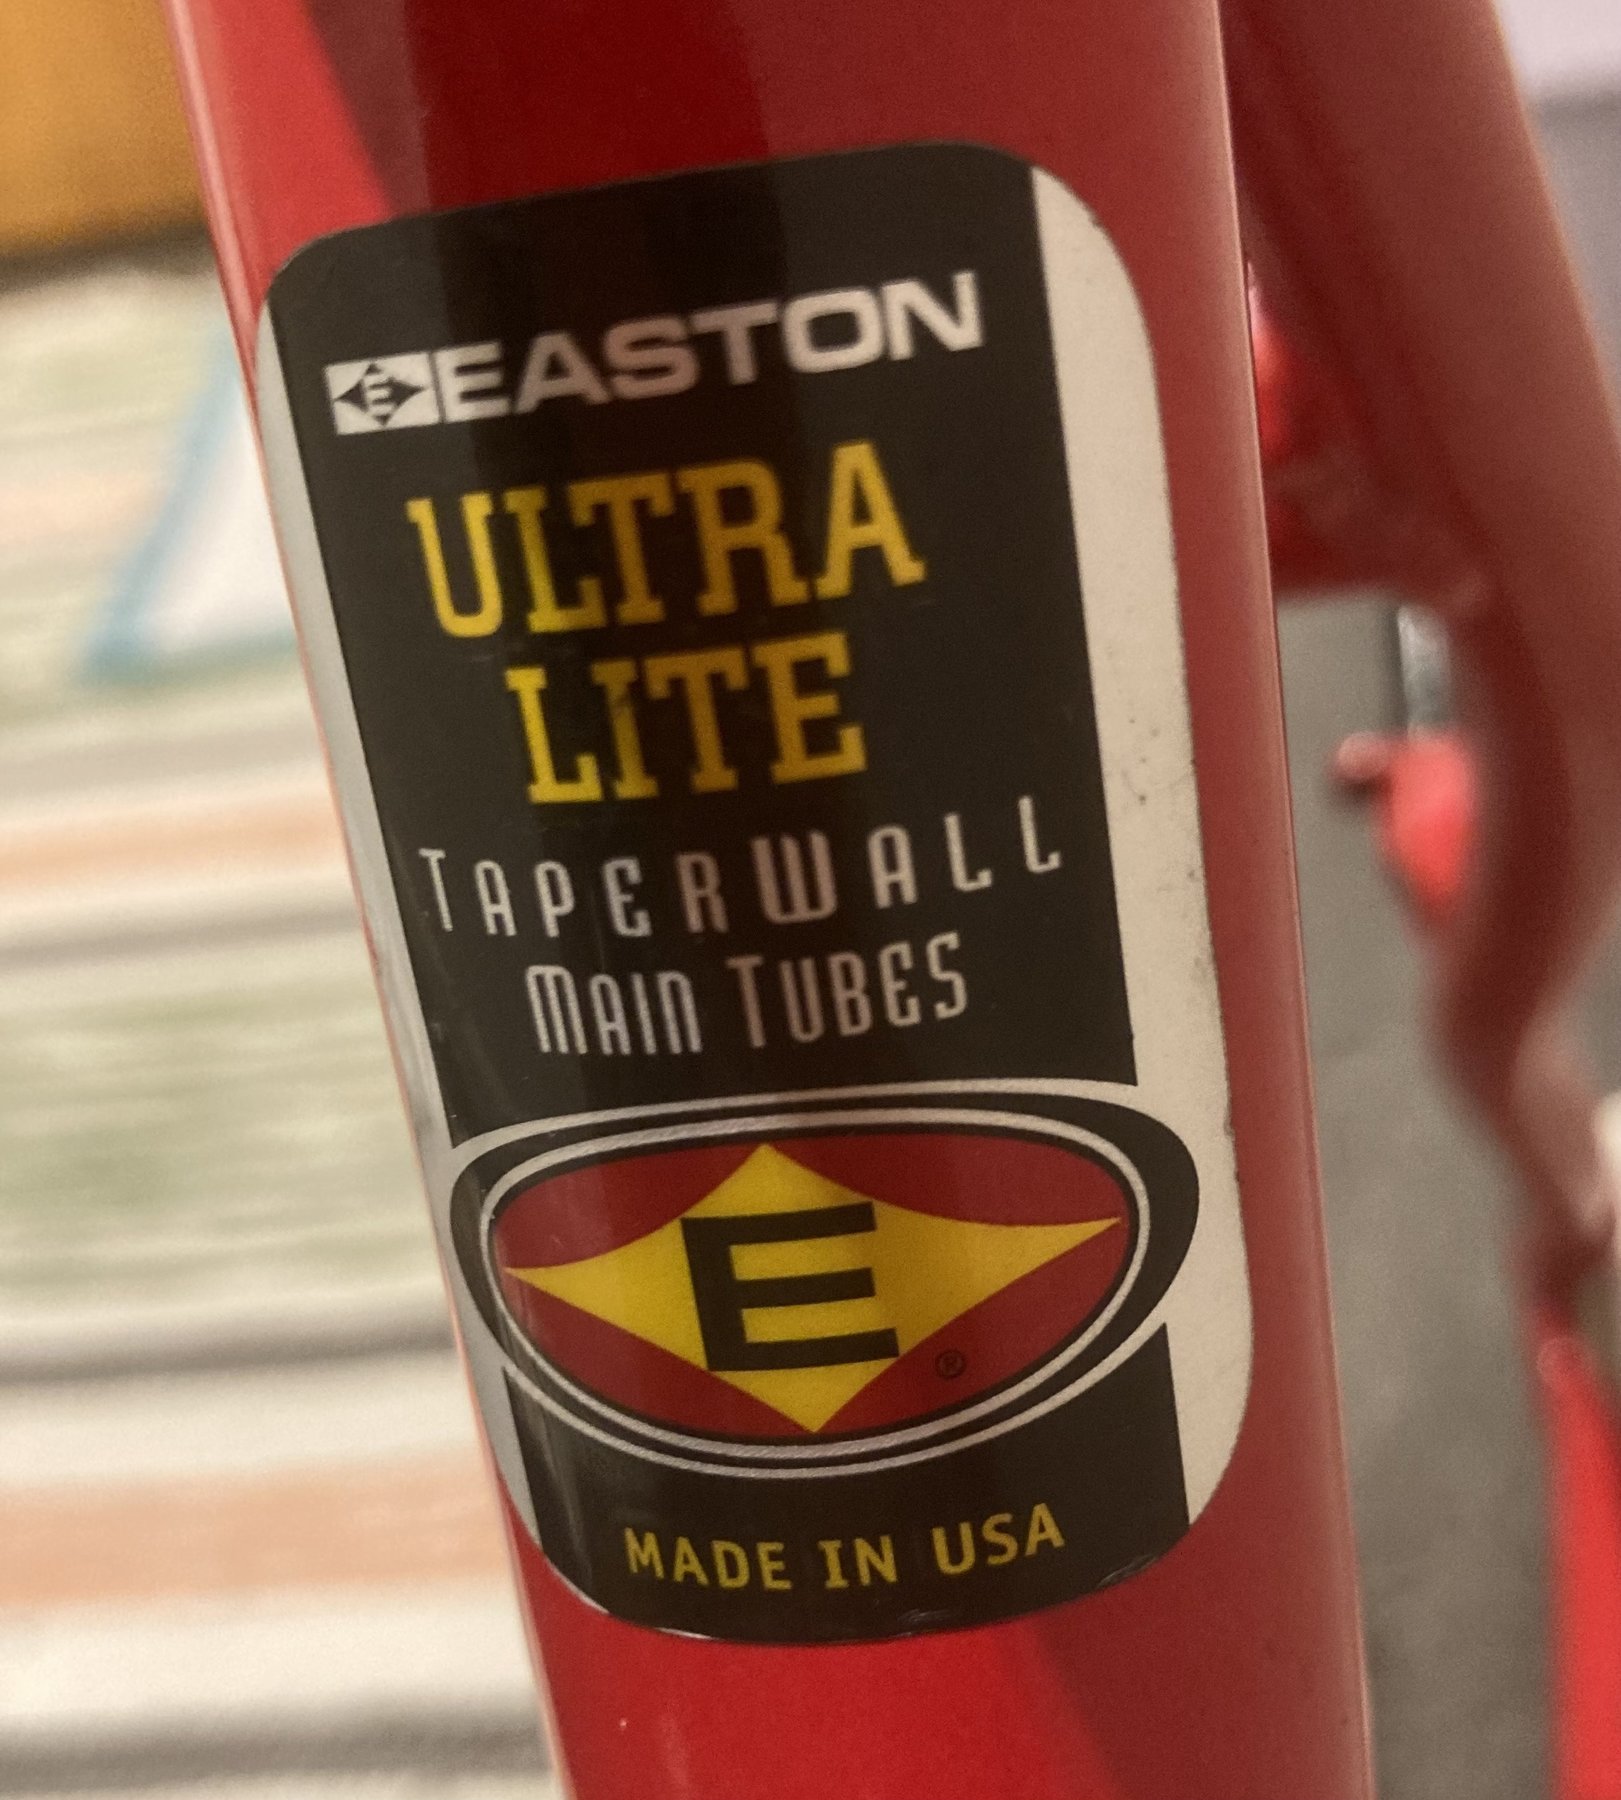 E EASTON
ULTRA
LITE
TAPERWALL
MAIN TUBES
E ®
MADE IN USA